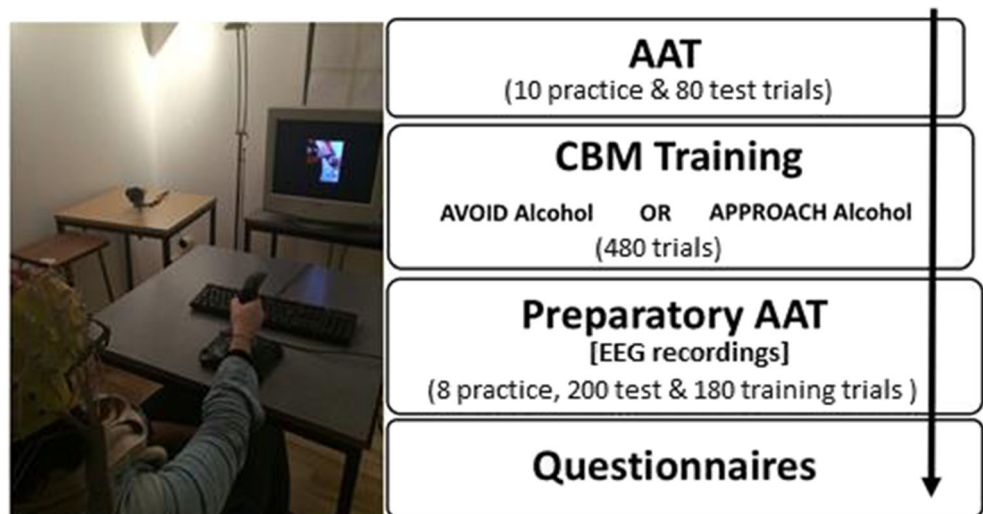 AAT
(10 practice & 80 test trials)
CBM Training
AVOID Alcohol OR APPROACH Alcohol
(480 trials)
Preparatory AAT
[EEG recordings]
(8 practice, 200 test & 180 training trials )
Questionnaires